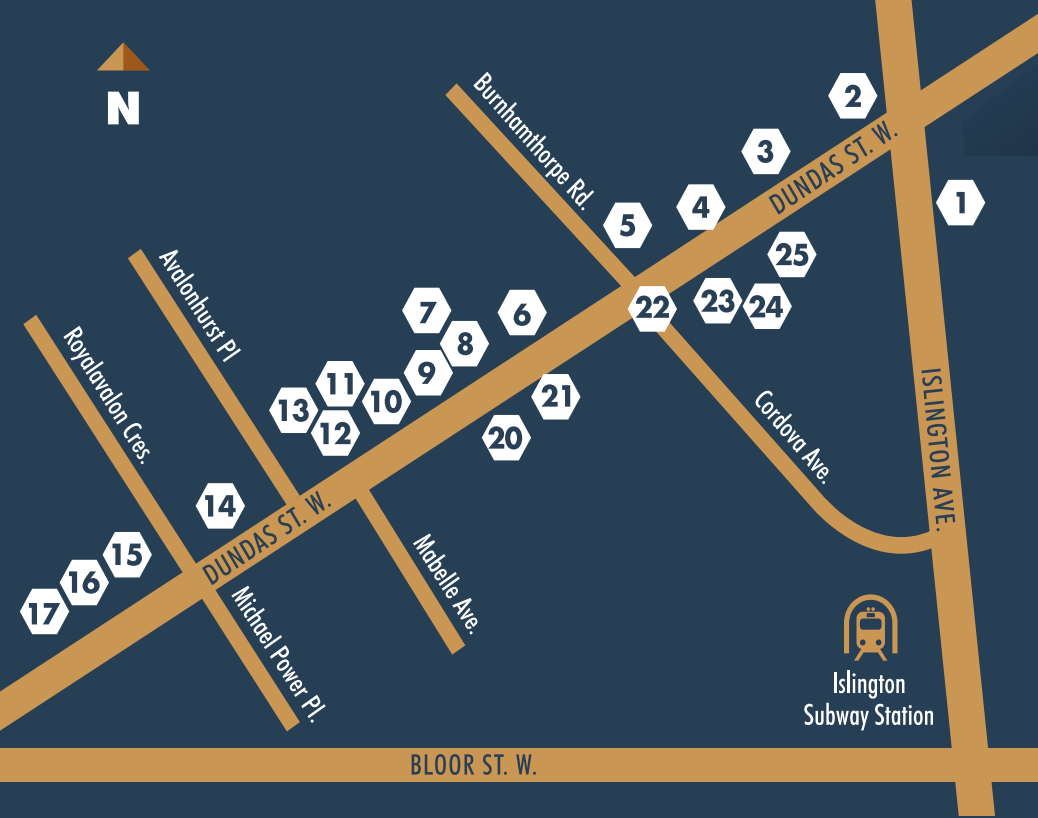 N
Burnhamthorpe Rd.
2
3
DUNDAS ST. W.
1
4
5
25
Avalonhurst Pl
7
6
22
23
24
Royalavalon Cres.
8
9
11
10
13
12
21
20
Cordova Ave.
ISLINGTON AVE.
14
DUNDAS ST. W.
15
16
17
Mabelle Ave.
Michael Power Pl.
Islington
Subway Station
BLOOR ST. W.